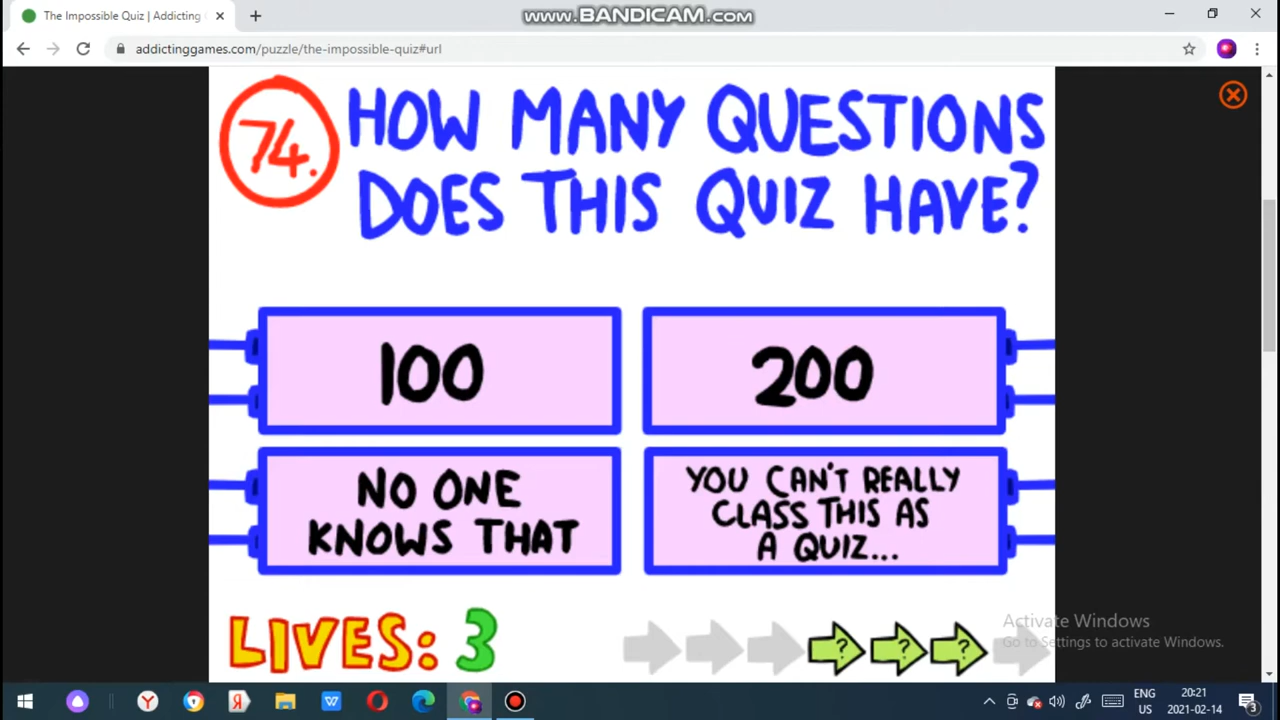 The Impossible Quiz | Addicting
www.BANDICAM.com
addictinggames.com/puzzle/the-impossible-quiz#url
74. HOW MANY QUESTIONS
DOES THIS QUIZ HAVE?
100
200
NO ONE
KNOWS THAT
YOU CAN'T REALLY
CLASS THIS AS
A QUIZ...
LIVES: 3
? ? ?
Activate Windows
Go to Settings to activate Windows.
ENG
US
20:21
2021-02-14
3